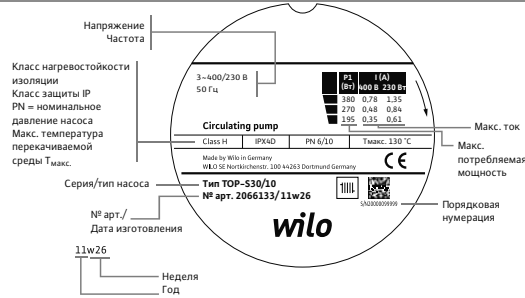 Напряжение
Частота
Класс нагревостойкости
изоляции
Класс защиты IP
PN = номинальное
давление насоса
Макс. температура
перекачиваемой
среды Tмакс.
Серия/тип насоса
№ арт./
Дата изготовления
11w26
Неделя
Год
3~400/230 В
50 Гц
P1 I (A)
(Вт) 400 В 230 Вт
380 0,78 1,35
270 0,48 0,84
195 0,35 0,61
Circulating pump
Class H IPX4D PN 6/10 Tмакс. 130 ˚C
Made by Wilo in Germany
WILO SE Nortkirchenstr. 100 44263 Dortmund Germany
CE
Тип TOP-S30/10
№ арт. 2066133/11w26
S/N20000099999
wilo
Макс. ток
Макс.
потребляемая
мощность
Порядковая
нумерация